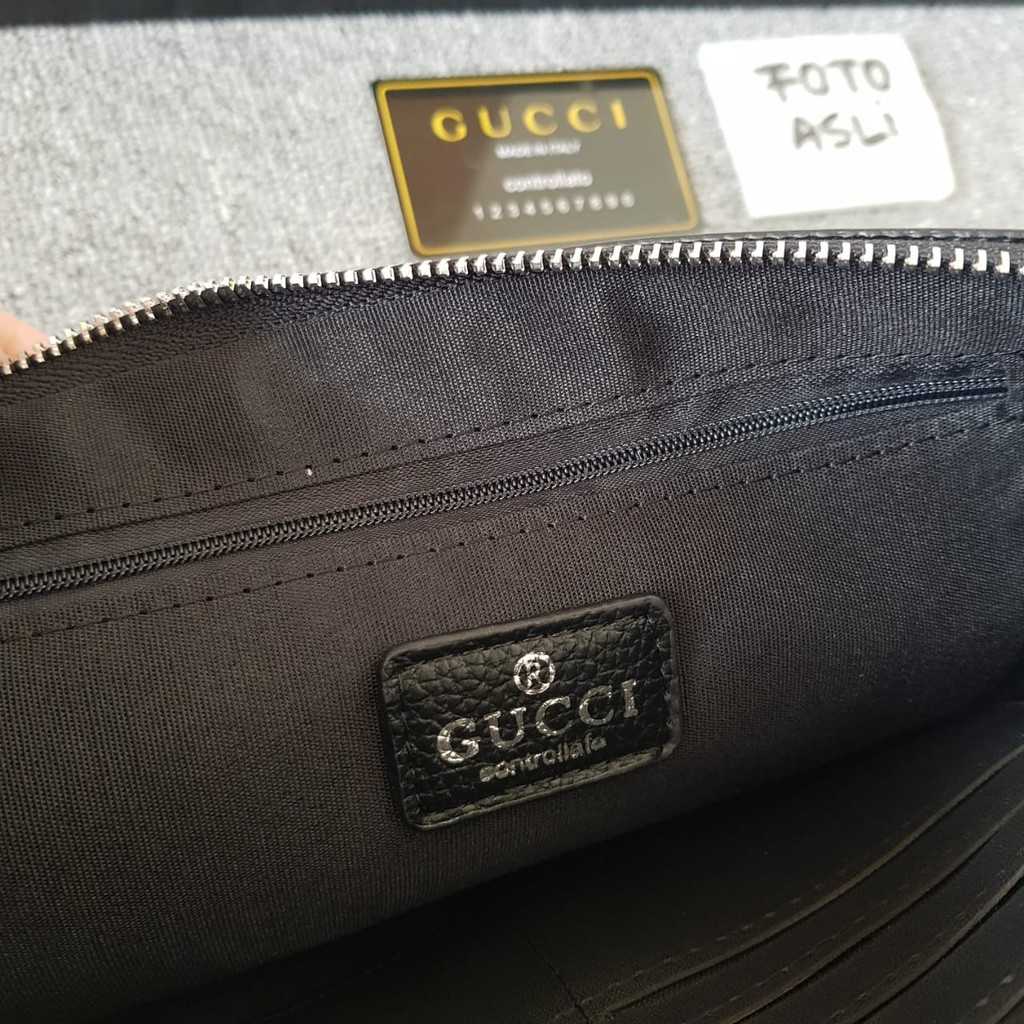 GUCCI
MADE IN ITALY
controllato
1234567890
FOTO
ASLi
®
GUCCI
controllato